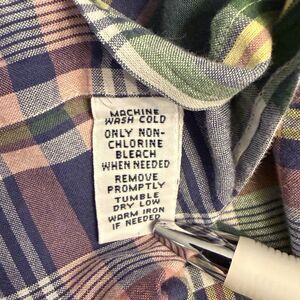 MACHINE
WASH COLD
ONLY NON-
CHLORINE
BLEACH
WHEN NEEDED
REMOVE
PROMPTLY
TUMBLE
DRY LOW
WARM IRON
IF NEEDED